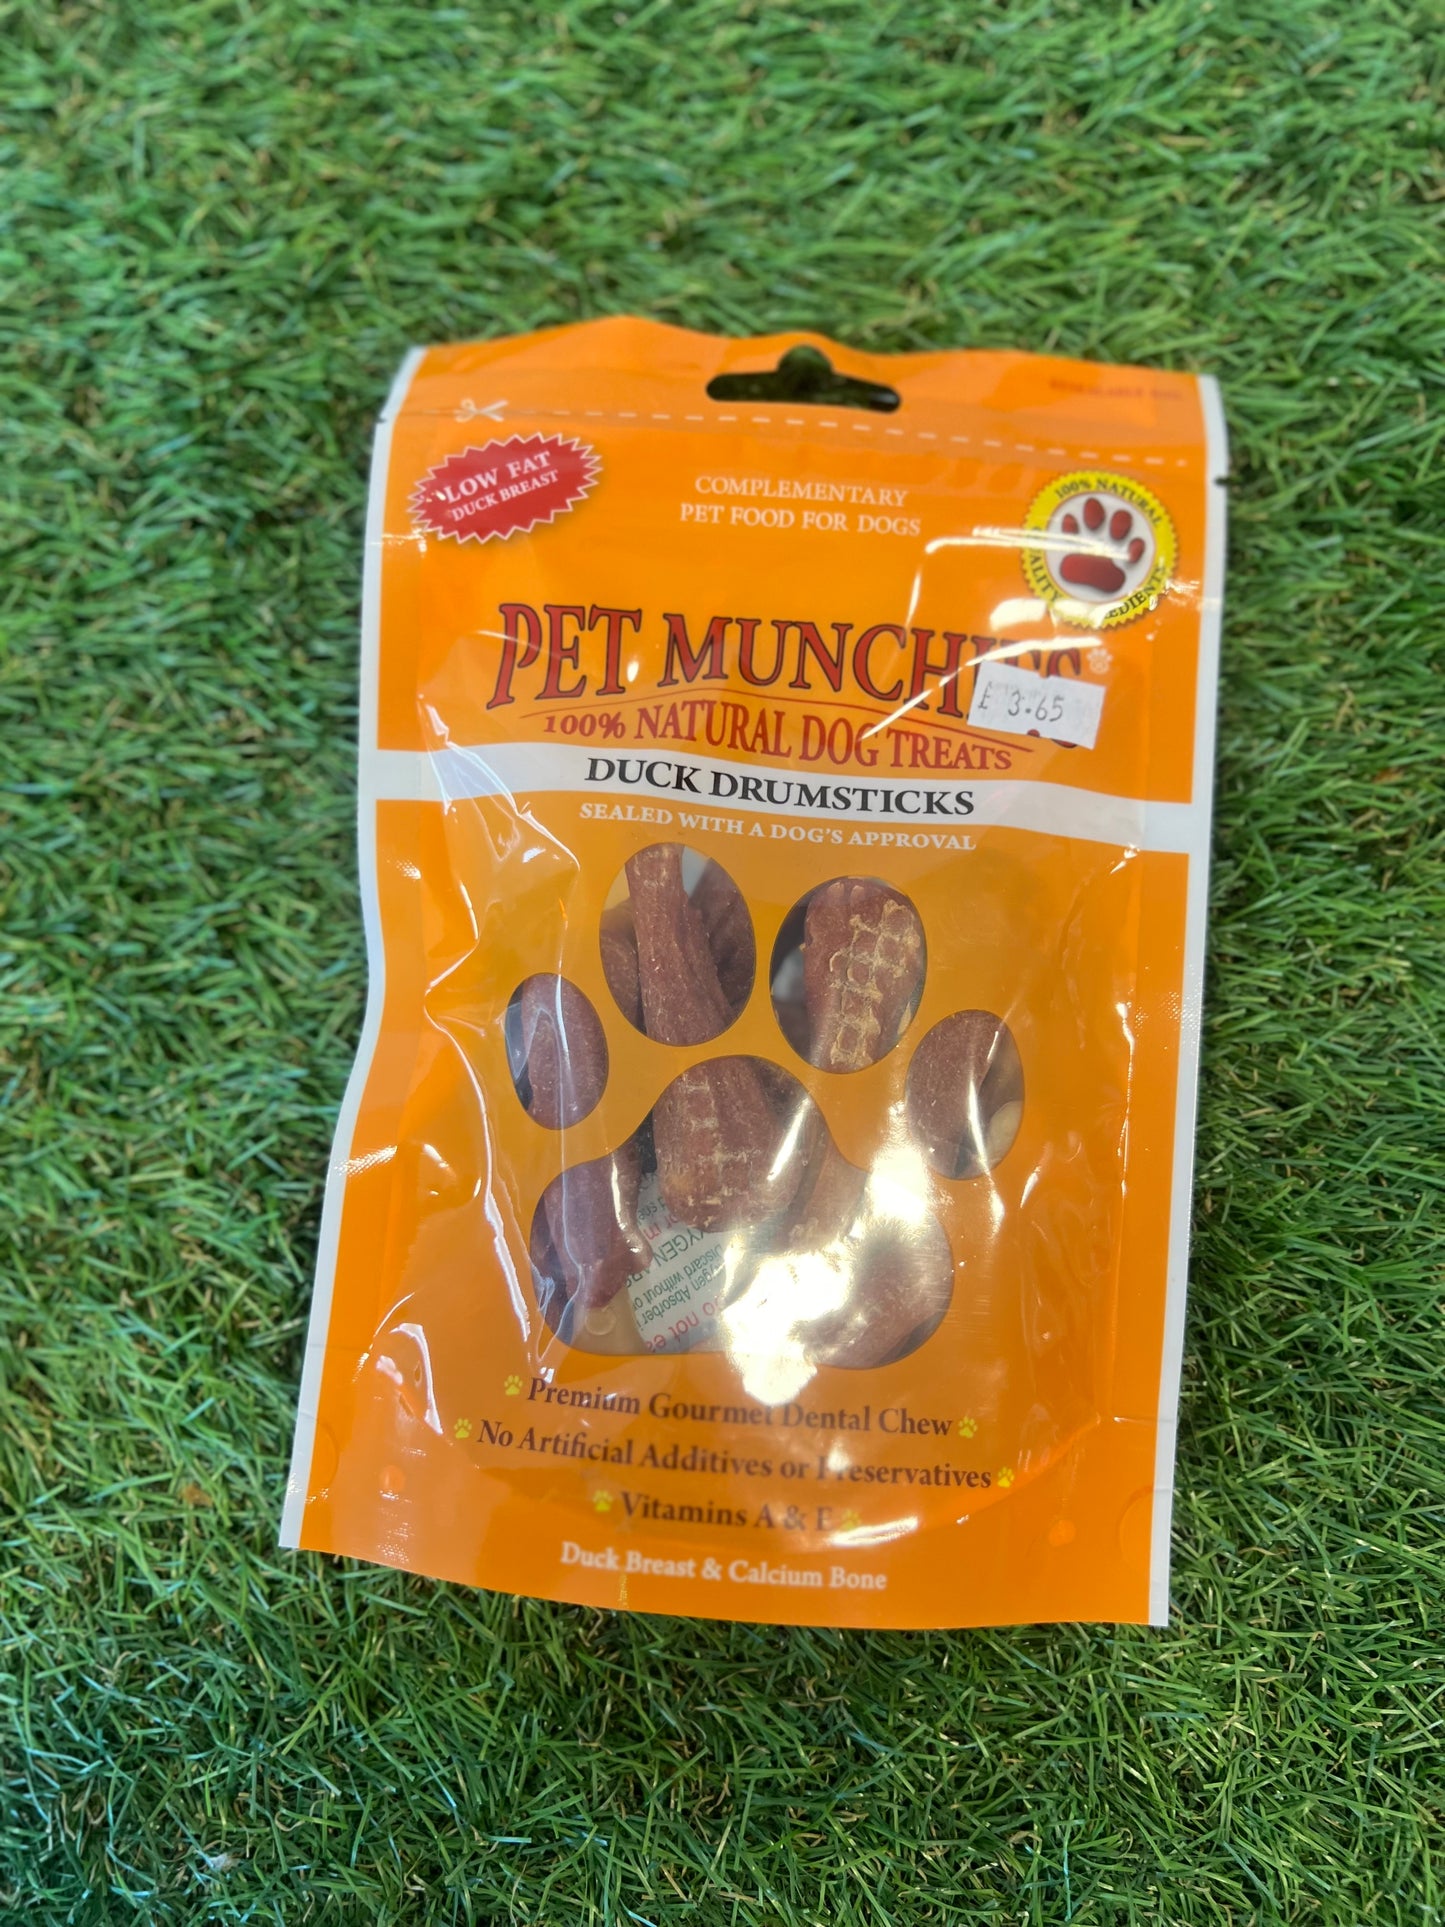 LOW FAT
DUCK BREAST
COMPLEMENTARY
PET FOOD FOR DOGS
100% NATURAL
PET MUNCHIES
£ 3.65
100% NATURAL DOG TREATS
DUCK DRUMSTICKS
SEALED WITH A DOG'S APPROVAL
Premium Gourmet Dental Chew
No Artificial Additives or Preservatives
Vitamins A & E
Duck Breast & Calcium Bone